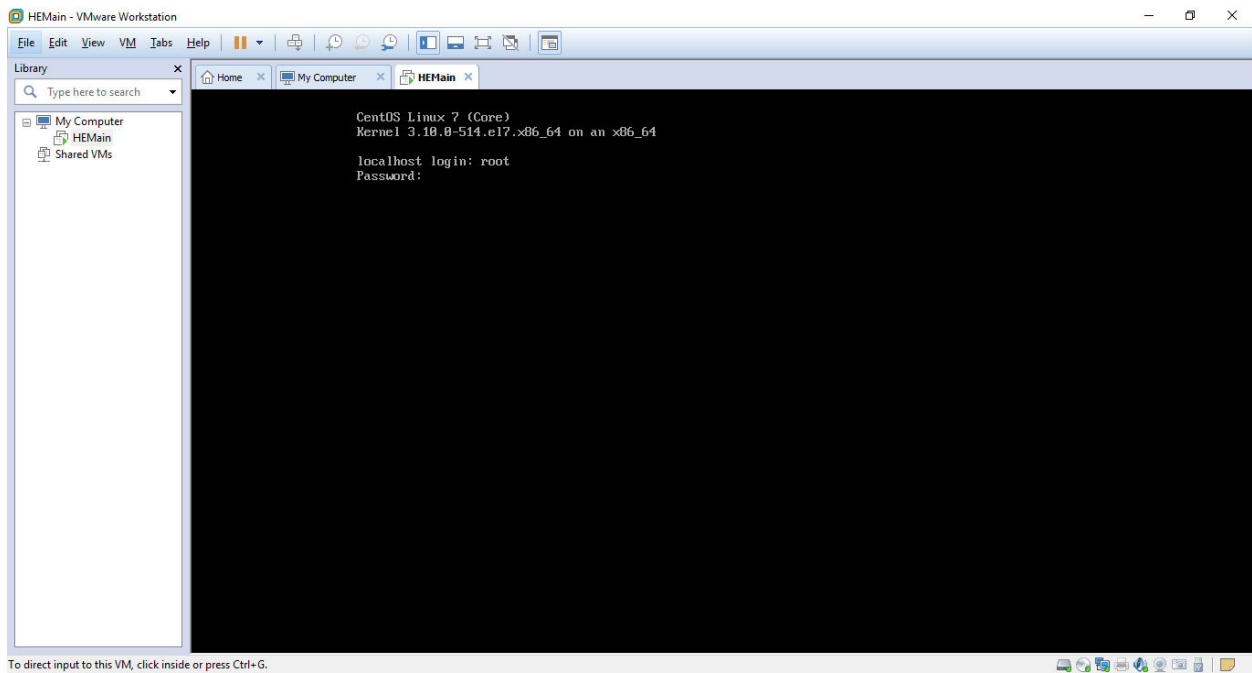 HEMain - VMware Workstation
File Edit View VM Tabs Help
Library
Type here to search
My Computer
HEMain
Shared VMs
Home
My Computer
HEMain
CentOS Linux 7 (Core)
Kernel 3.10.0-514.el7.x86_64 on an x86_64
localhost login: root
Password:
To direct input to this VM, click inside or press Ctrl+G.